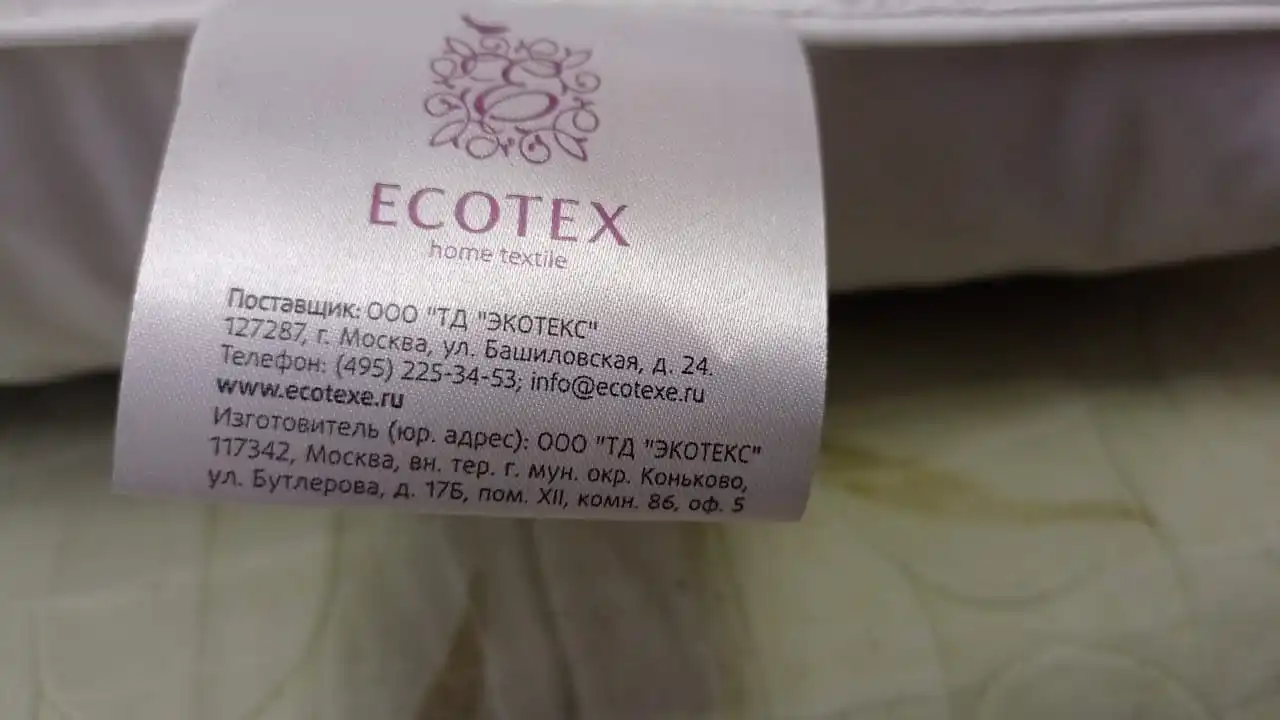 ECOTEX
home textile
Поставщик: ООО "ТД "ЭКОТЕКС"
127287, г. Москва, ул. Башиловская, д. 24.
Телефон: (495) 225-34-53; info@ecotexe.ru
www.ecotexe.ru
Изготовитель (юр. адрес): ООО "ТД "ЭКОТЕКС"
117342, Москва, вн. тер. г. мун. окр. Коньково,
ул. Бутлерова, д. 17Б, пом. XII, комн. 86, оф. 5